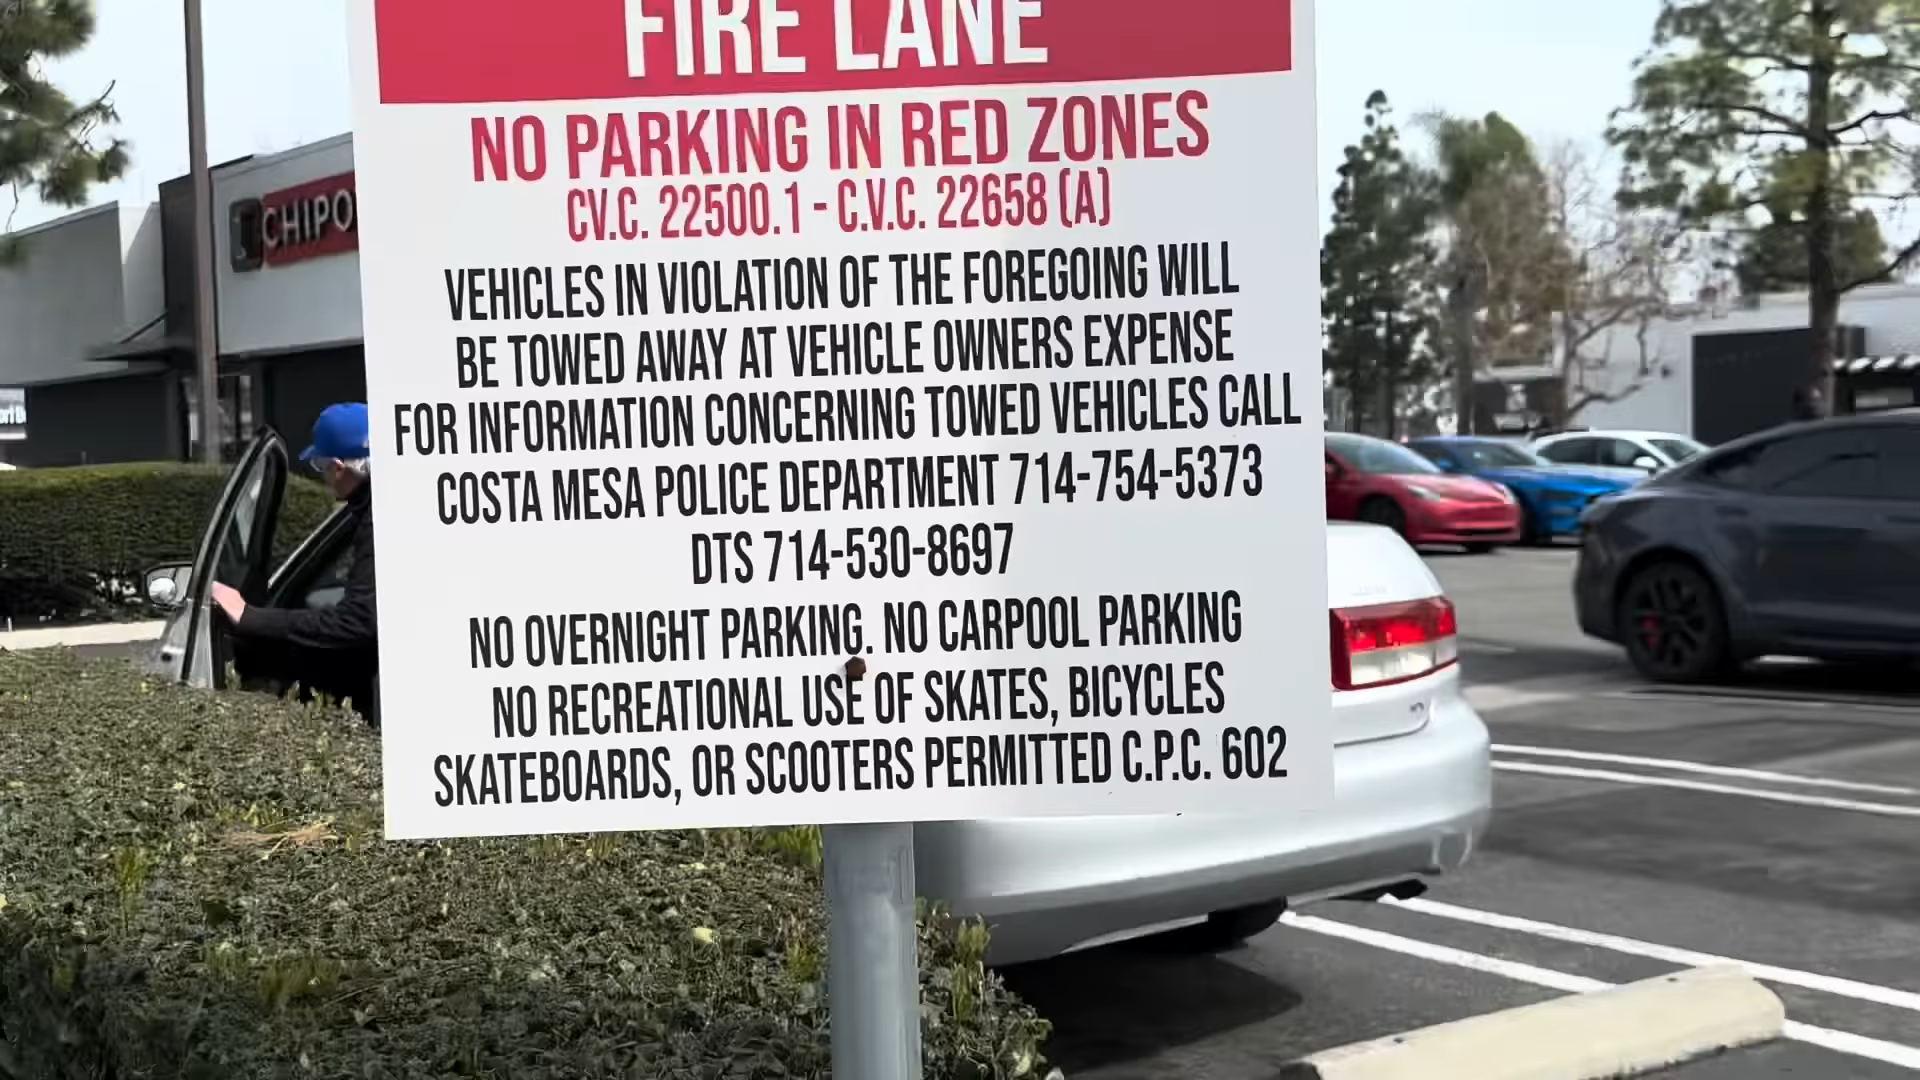 FIRE LANE
NO PARKING IN RED ZONES
CV.C. 22500.1 - C.V.C. 22658 (A)
VEHICLES IN VIOLATION OF THE FOREGOING WILL
BE TOWED AWAY AT VEHICLE OWNERS EXPENSE
FOR INFORMATION CONCERNING TOWED VEHICLES CALL
COSTA MESA POLICE DEPARTMENT 714-754-5373
DTS 714-530-8697
NO OVERNIGHT PARKING. NO CARPOOL PARKING
NO RECREATIONAL USE OF SKATES, BICYCLES
SKATEBOARDS, OR SCOOTERS PERMITTED C.P.C. 602
CHIPO